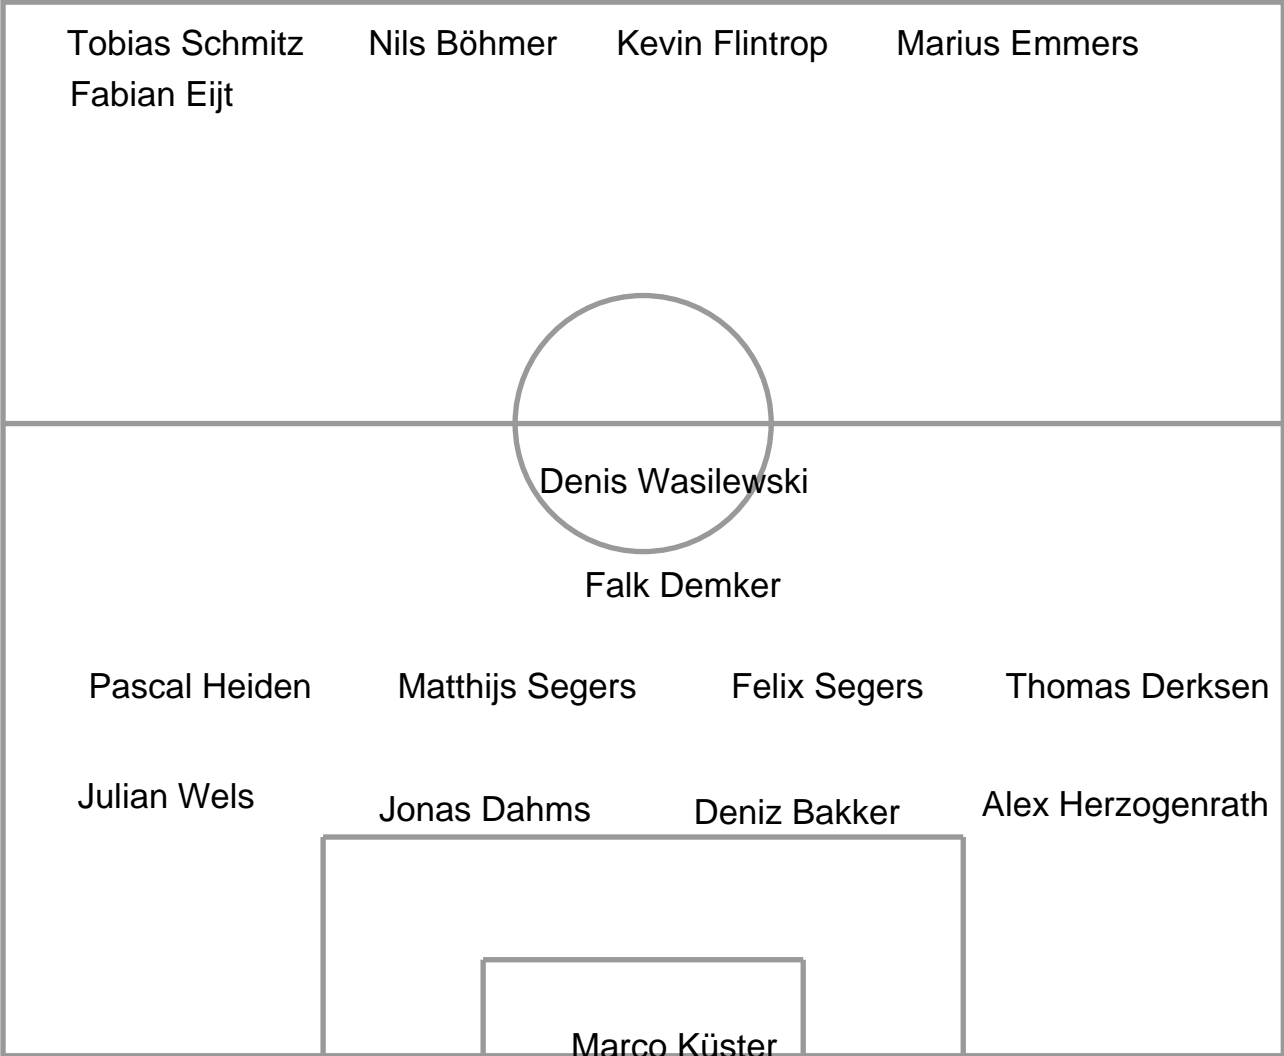 Tobias Schmitz Nils Böhmer Kevin Flintrop Marius Emmers
Fabian Eijt
Denis Wasilewski
Falk Demker
Pascal Heiden Matthijs Segers Felix Segers Thomas Derksen
Julian Wels Jonas Dahms Deniz Bakker Alex Herzogenrath
Marco Küster